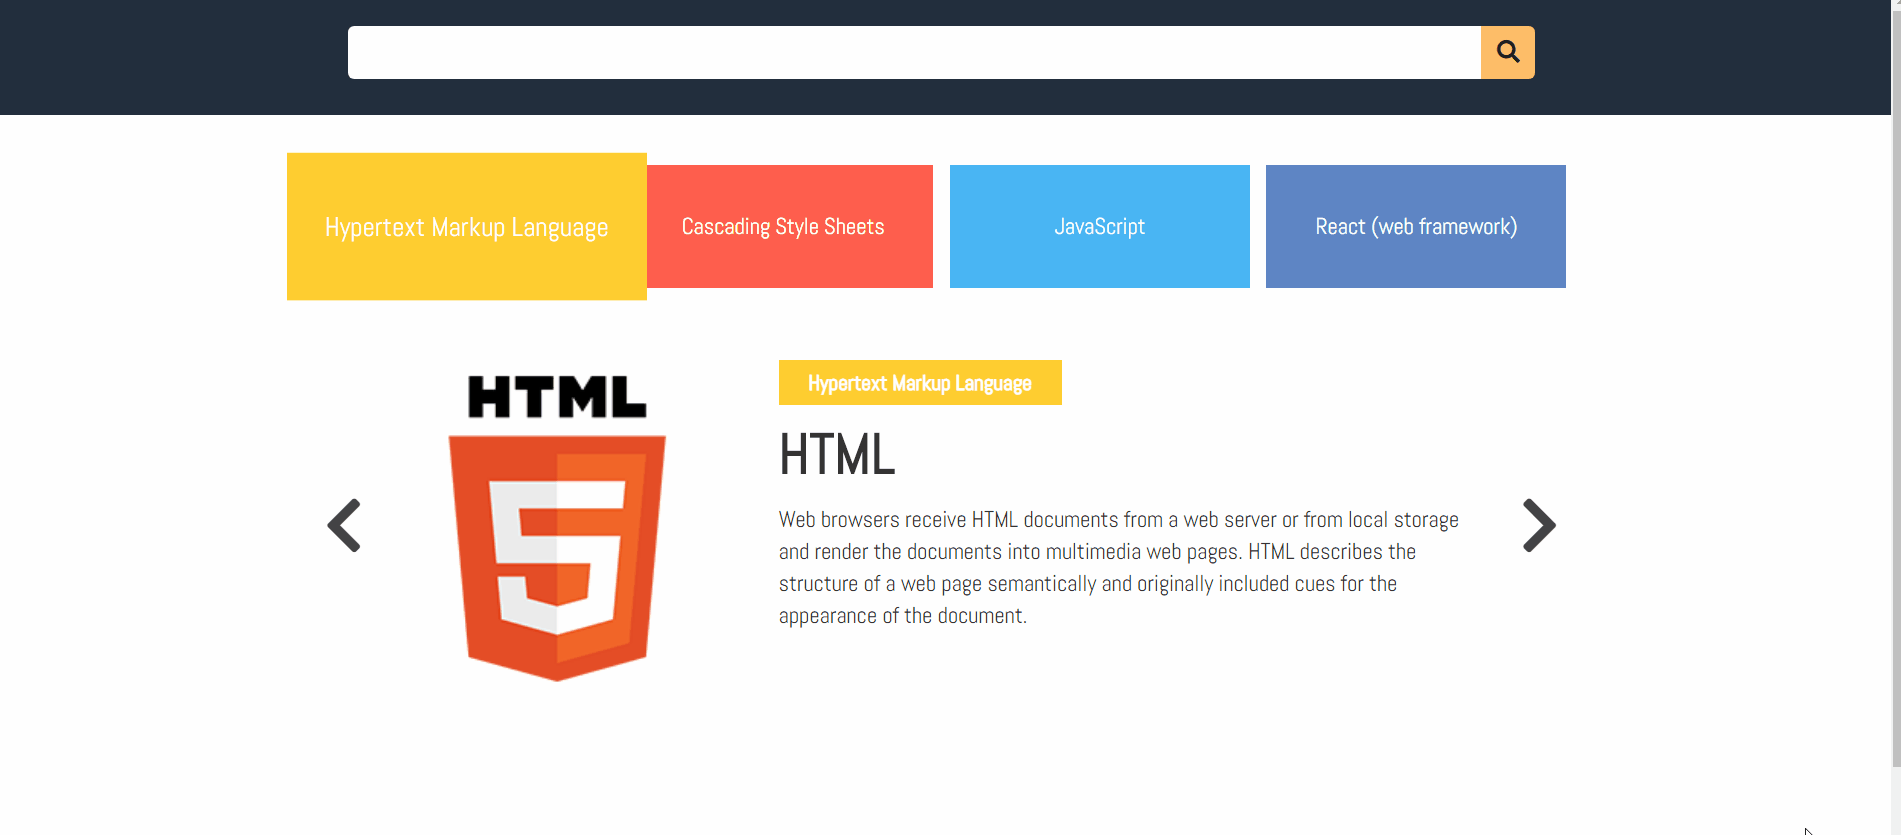 Hypertext Markup Language
Cascading Style Sheets
JavaScript
React (web framework)
HTML
5
Hypertext Markup Language
HTML
Web browsers receive HTML documents from a web server or from local storage
and render the documents into multimedia web pages. HTML describes the
structure of a web page semantically and originally included cues for the
appearance of the document.